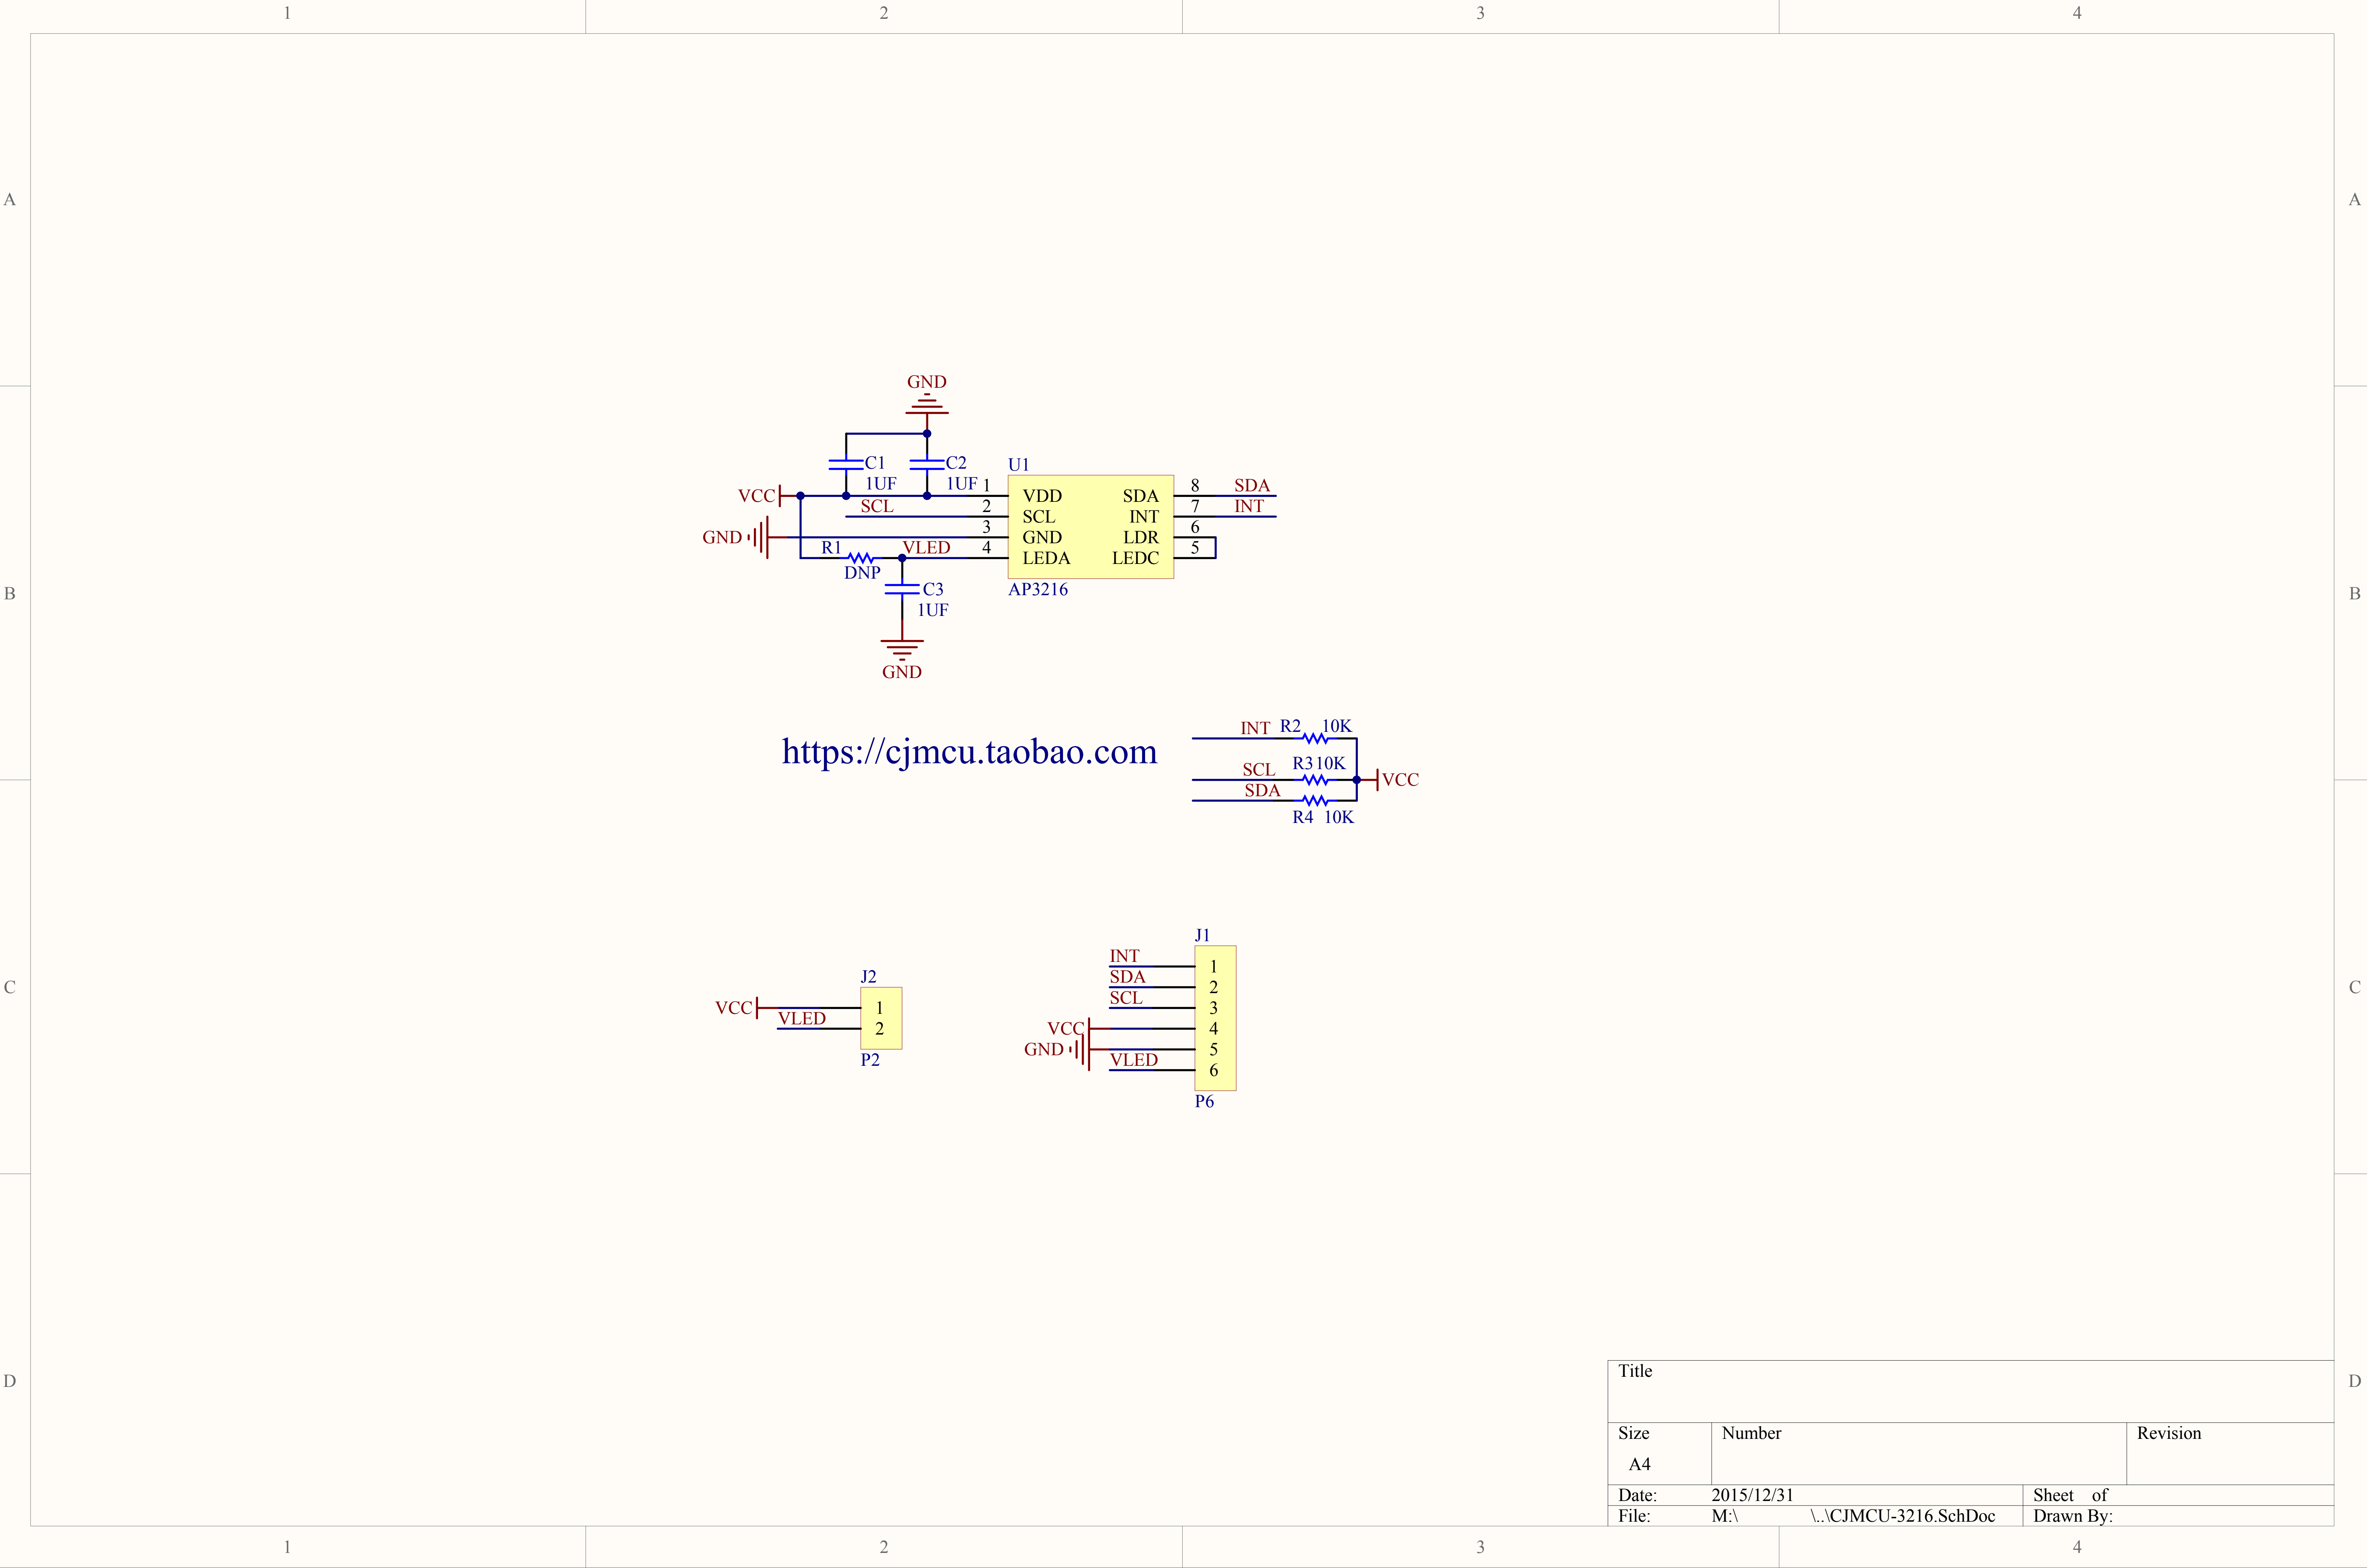 1 2 3 4
A A
GND
C1 C2 U1
1UF 1UF 1 8 SDA
VCC VDD SDA
SCL 2 7 INT
SCL INT
3 6
GND GND LDR
R1 VLED 4 5
LEDA LEDC
DNP
C3 AP3216
B B
1UF
GND
INT R2 10K
https://cjmcu.taobao.com
SCL R3 10K
VCC
SDA
R4 10K
J1
INT
1
J2 SDA
2
C C
SCL
VCC 1 3
VLED
2 VCC 4
GND 5
P2 VLED
6
P6
Title
D D
Size Number Revision
A4
Date: 2015/12/31 Sheet of
File: M:\ \..\CJMCU-3216.SchDoc Drawn By:
1 2 3 4